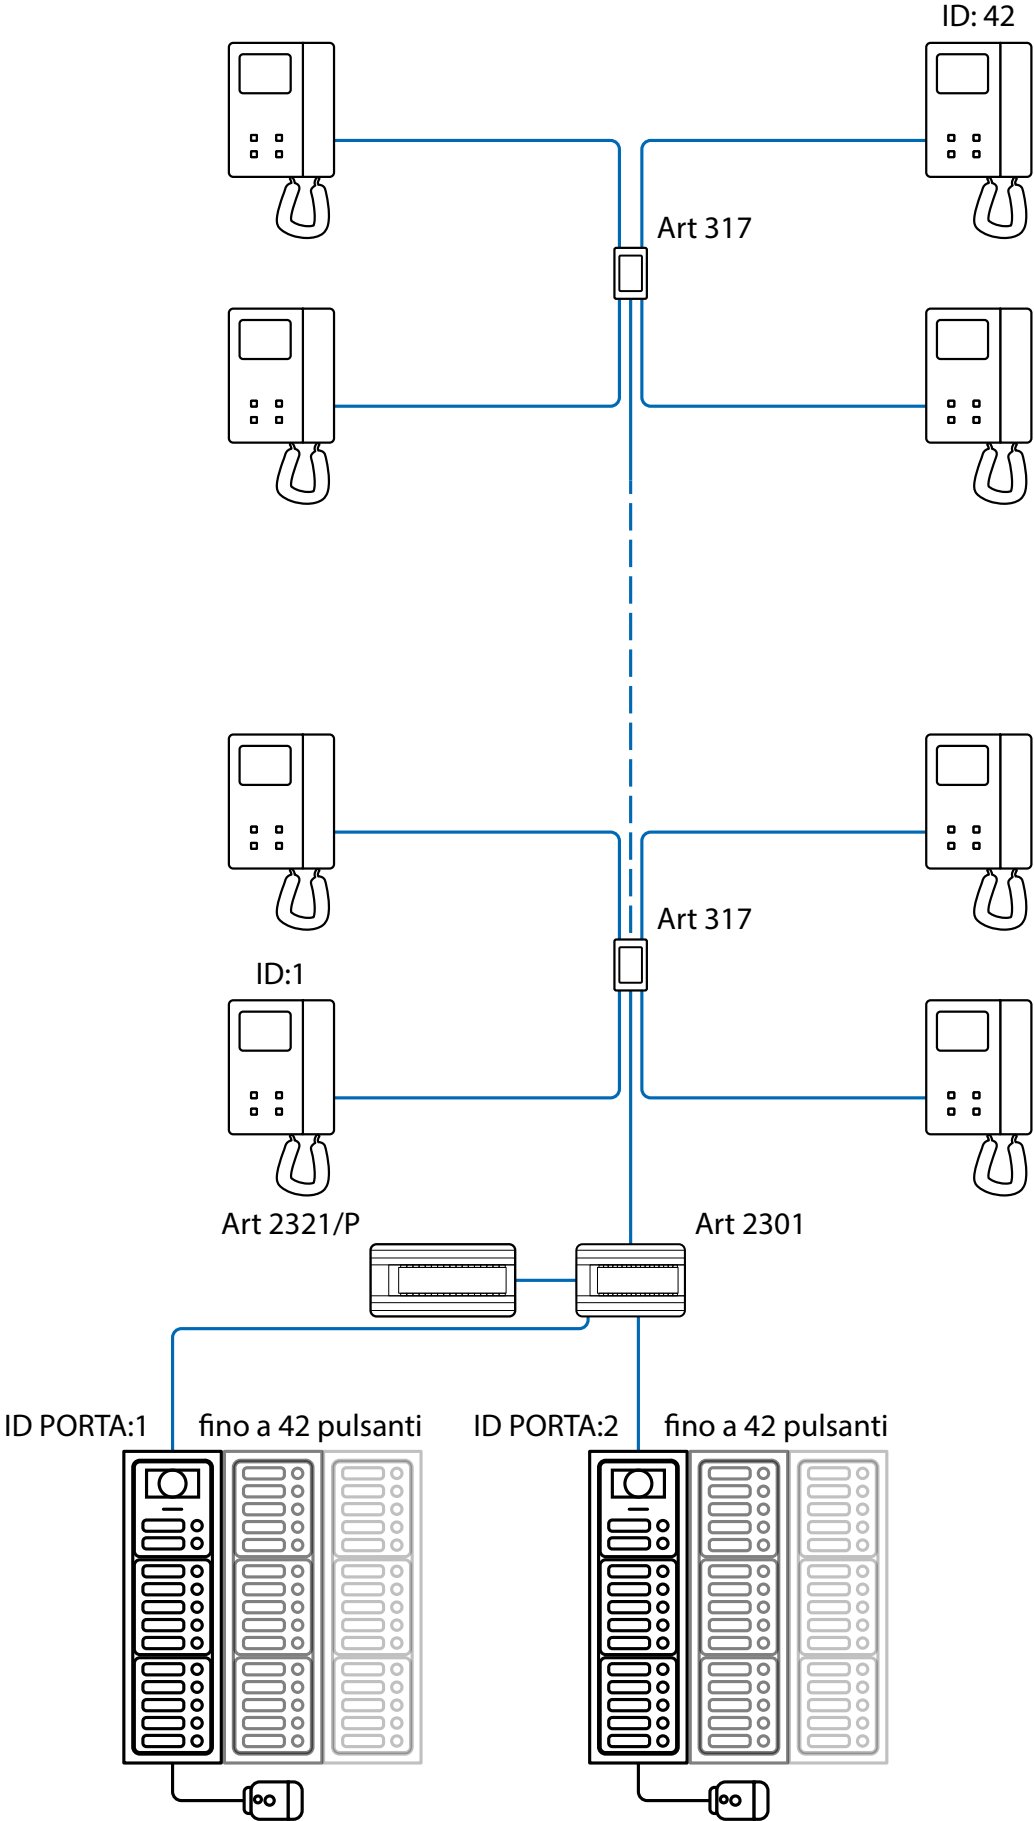 ID: 42
Art 317
Art 317
ID:1
Art 2321/P
Art 2301
ID PORTA:1
fino a 42 pulsanti
ID PORTA:2
fino a 42 pulsanti